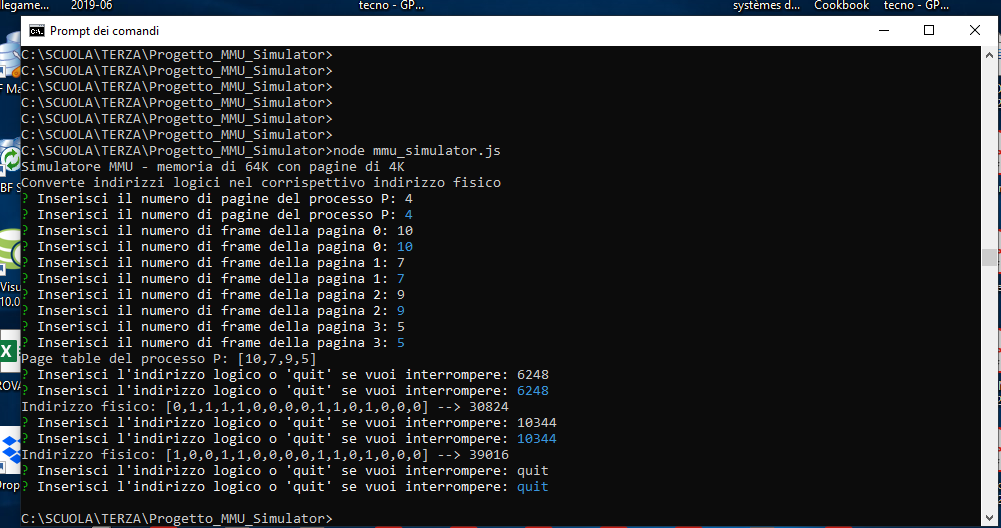 llegame...
2019-06
tecno - GP...
systèmes d...
Cookbook
tecno - GP...
Prompt dei comandi
C:\SCUOLA\TERZA\Progetto_MMU_Simulator>
C:\SCUOLA\TERZA\Progetto_MMU_Simulator>
C:\SCUOLA\TERZA\Progetto_MMU_Simulator>
C:\SCUOLA\TERZA\Progetto_MMU_Simulator>
C:\SCUOLA\TERZA\Progetto_MMU_Simulator>
C:\SCUOLA\TERZA\Progetto_MMU_Simulator>
C:\SCUOLA\TERZA\Progetto_MMU_Simulator>node mmu_simulator.js
Simulatore MMU - memoria di 64K con pagine di 4K
Converte indirizzi logici nel corrispettivo indirizzo fisico
? Inserisci il numero di pagine del processo P: 4
? Inserisci il numero di pagine del processo P: 4
? Inserisci il numero di frame della pagina 0: 10
? Inserisci il numero di frame della pagina 0: 10
? Inserisci il numero di frame della pagina 1: 7
? Inserisci il numero di frame della pagina 1: 7
? Inserisci il numero di frame della pagina 2: 9
? Inserisci il numero di frame della pagina 2: 9
? Inserisci il numero di frame della pagina 3: 5
? Inserisci il numero di frame della pagina 3: 5
Page table del processo P: [10,7,9,5]
? Inserisci l'indirizzo logico o 'quit' se vuoi interrompere: 6248
? Inserisci l'indirizzo logico o 'quit' se vuoi interrompere: 6248
Indirizzo fisico: [0,1,1,1,1,0,0,0,0,1,1,0,1,0,0,0] --> 30824
? Inserisci l'indirizzo logico o 'quit' se vuoi interrompere: 10344
? Inserisci l'indirizzo logico o 'quit' se vuoi interrompere: 10344
Indirizzo fisico: [1,0,0,1,1,0,0,0,0,1,1,0,1,0,0,0] --> 39016
? Inserisci l'indirizzo logico o 'quit' se vuoi interrompere: quit
? Inserisci l'indirizzo logico o 'quit' se vuoi interrompere: quit
C:\SCUOLA\TERZA\Progetto_MMU_Simulator>
F Ma
BF S
Visu
10.0
ROVA
Drop